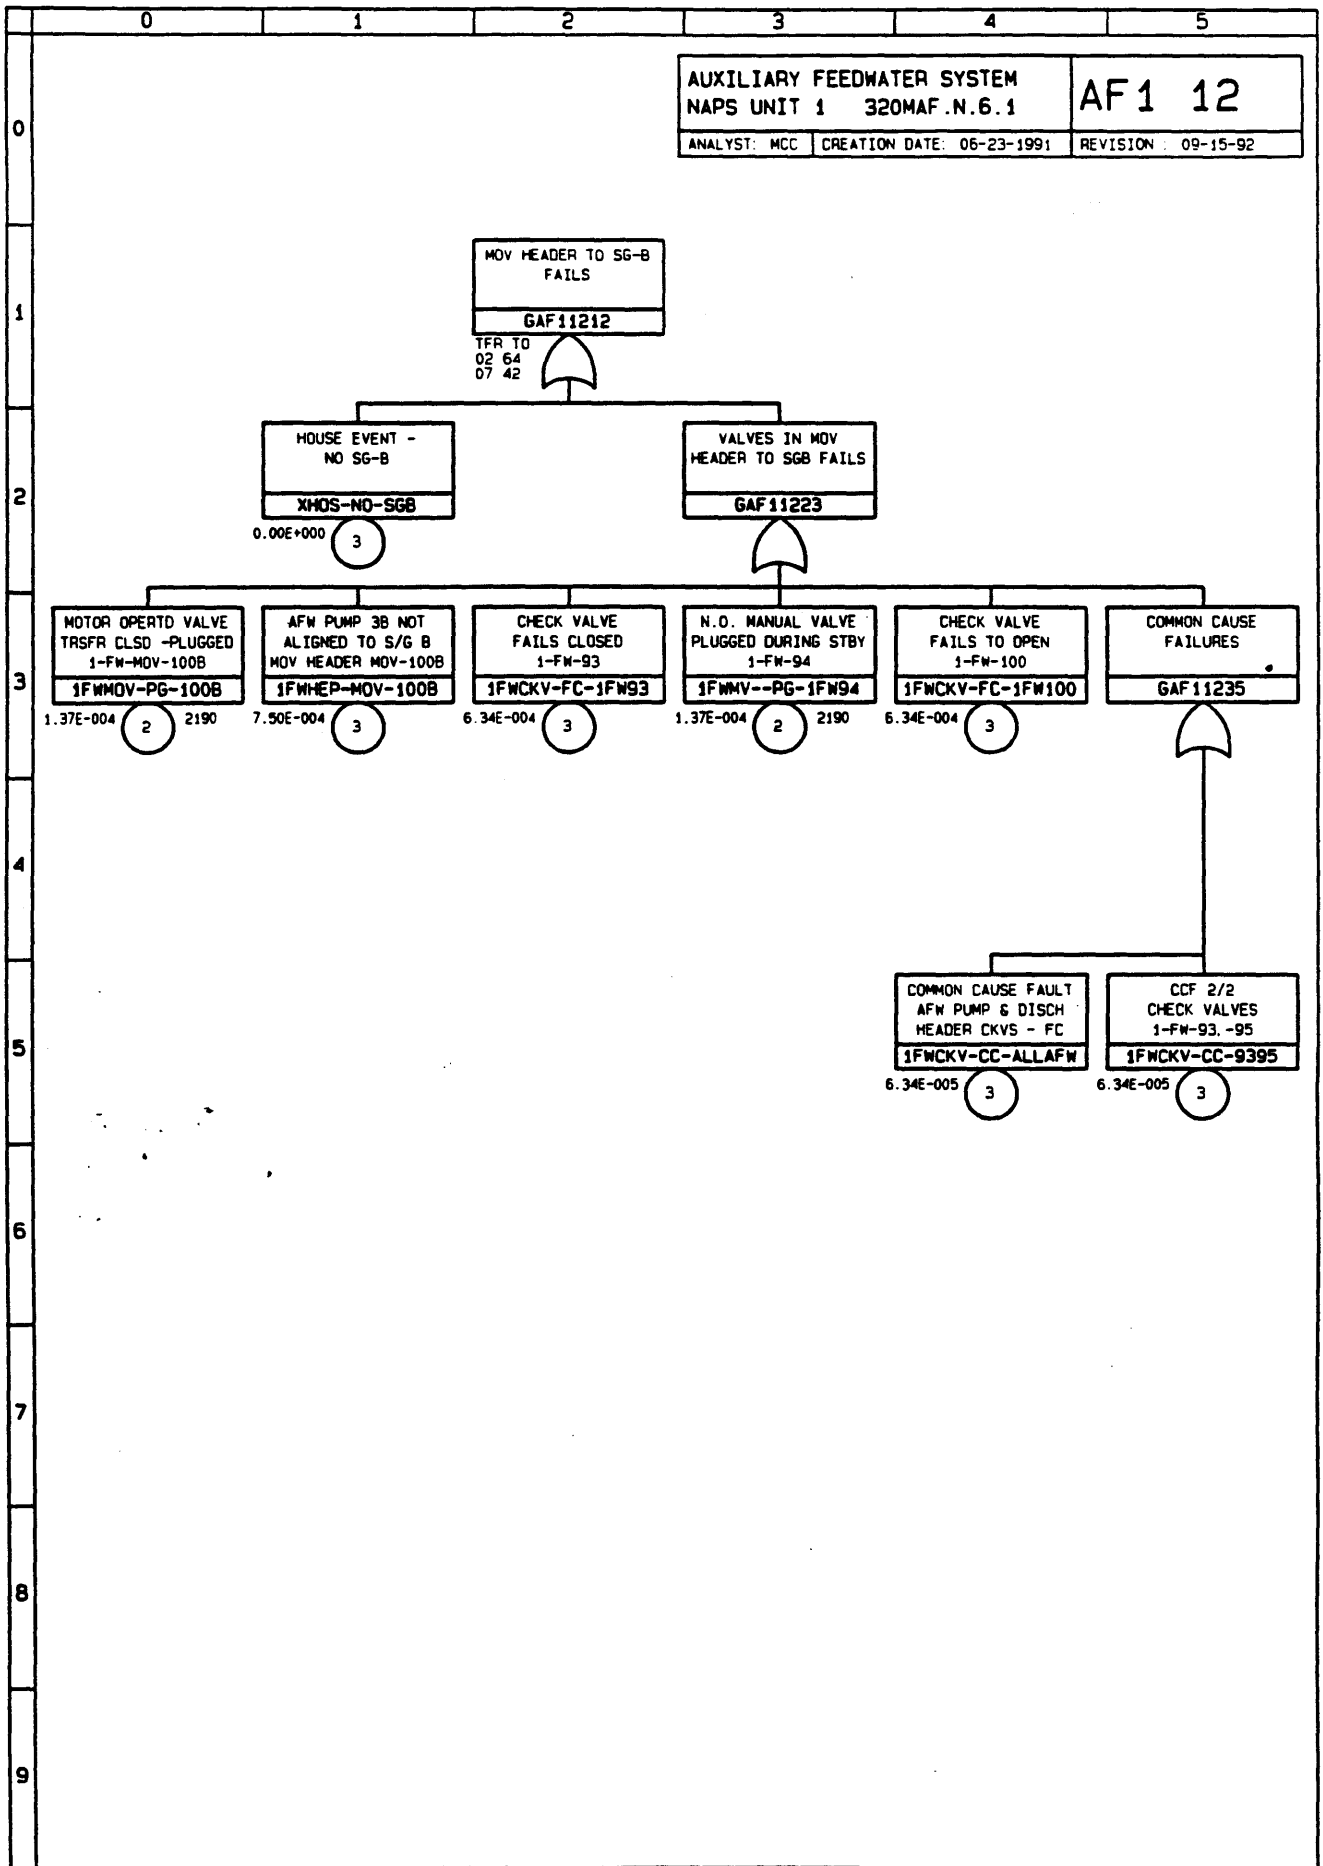 0 1 2 3 4 5
AUXILIARY FEEDWATER SYSTEM
NAPS UNIT 1 320MAF.N.6.1
AF1 12
ANALYST: MCC
CREATION DATE: 06-23-1991
REVISION : 09-15-92
0
MOV HEADER TO SG-B
FAILS
GAF11212
TFR TO
02 64
07 42
1
HOUSE EVENT -
NO SG-B
XHOS-NO-SGB
0.00E+000
3
VALVES IN MOV
HEADER TO SGB FAILS
GAF11223
2
MOTOR OPERTD VALVE
TRSFR CLSD -PLUGGED
1-FW-MOV-100B
1FWMOV-PG-100B
1.37E-004
2
2190
AFW PUMP 3B NOT
ALIGNED TO S/G B
MOV HEADER MOV-100B
1FWHEP-MOV-100B
7.50E-004
3
CHECK VALVE
FAILS CLOSED
1-FW-93
1FWCKV-FC-1FW93
6.34E-004
3
N.O. MANUAL VALVE
PLUGGED DURING STBY
1-FW-94
1FWMV--PG-1FW94
1.37E-004
2
2190
CHECK VALVE
FAILS TO OPEN
1-FW-100
1FWCKV-FC-1FW100
6.34E-004
3
COMMON CAUSE
FAILURES
GAF11235
3
4
COMMON CAUSE FAULT
AFW PUMP & DISCH
HEADER CKVS - FC
1FWCKV-CC-ALLAFW
6.34E-005
3
CCF 2/2
CHECK VALVES
1-FW-93,-95
1FWCKV-CC-9395
6.34E-005
3
5
6
7
8
9